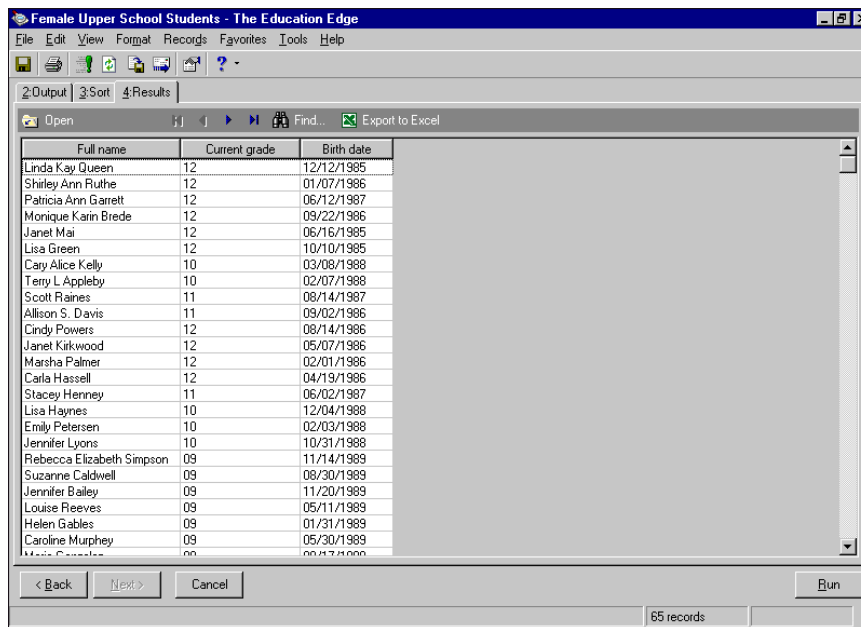 Female Upper School Students - The Education Edge
File Edit View Format Records Favorites Tools Help
2:Output 3:Sort 4:Results
Open Find... Export to Excel
Full name Current grade Birth date
Linda Kay Queen 12 12/12/1985
Shirley Ann Ruthe 12 01/07/1986
Patricia Ann Garrett 12 06/12/1987
Monique Karin Brede 12 09/22/1986
Janet Mai 12 06/16/1985
Lisa Green 12 10/10/1985
Cary Alice Kelly 10 03/08/1988
Terry L Appleby 10 02/07/1988
Scott Raines 11 08/14/1987
Allison S. Davis 11 09/02/1986
Cindy Powers 12 08/14/1986
Janet Kirkwood 12 05/07/1986
Marsha Palmer 12 02/01/1986
Carla Hassell 12 04/19/1986
Stacey Henney 11 06/02/1987
Lisa Haynes 10 12/04/1988
Emily Petersen 10 02/03/1988
Jennifer Lyons 10 10/31/1988
Rebecca Elizabeth Simpson 09 11/14/1989
Suzanne Caldwell 09 08/30/1989
Jennifer Bailey 09 11/20/1989
Louise Reeves 09 05/11/1989
Helen Gables 09 01/31/1989
Caroline Murphey 09 05/30/1989
< Back Next > Cancel Run
65 records